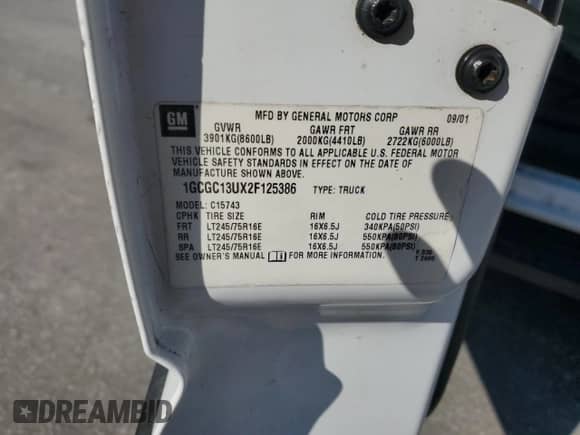 GM
MFD BY GENERAL MOTORS CORP 09/01
GVWR GAWR FRT GAWR RR
3901KG(8600LB) 2000KG(4410LB) 2722KG(6000LB)
THIS VEHICLE CONFORMS TO ALL APPLICABLE U.S. FEDERAL MOTOR
VEHICLE SAFETY STANDARDS IN EFFECT ON THE DATE OF
MANUFACTURE SHOWN ABOVE.
1GCGC13UX2F125386 TYPE: TRUCK
MODEL: C15743
CPHK TIRE SIZE RIM COLD TIRE PRESSURE
FRT LT245/75R16E 16X6.5J 340KPA(50PSI)
RR LT245/75R16E 16X6.5J 550KPA(80PSI)
SPA LT245/75R16E 16X6.5J 550KPA(80PSI)
SEE OWNER'S MANUAL FOR MORE INFORMATION.
DREAMBID